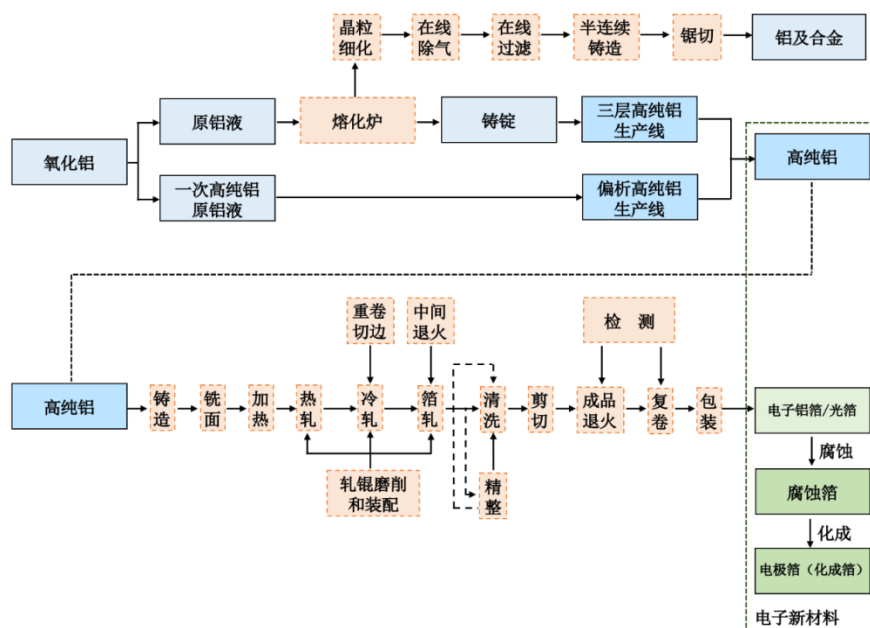 晶粒
细化
在线
除气
在线
过滤
半连续
铸造
锯切
铝及合金
氧化铝
原铝液
熔化炉
铸锭
三层高纯铝
生产线
高纯铝
一次高纯铝
原铝液
偏析高纯铝
生产线
重卷
切边
中间
退火
检 测
高纯铝
铸
造
铣
面
加
热
热
轧
冷
轧
箔
轧
清
洗
剪
切
成品
退火
复
卷
包
装
电子铝箔/光箔
轧辊磨削
和装配
精
整
腐蚀
腐蚀箔
化成
电极箔（化成箔）
电子新材料